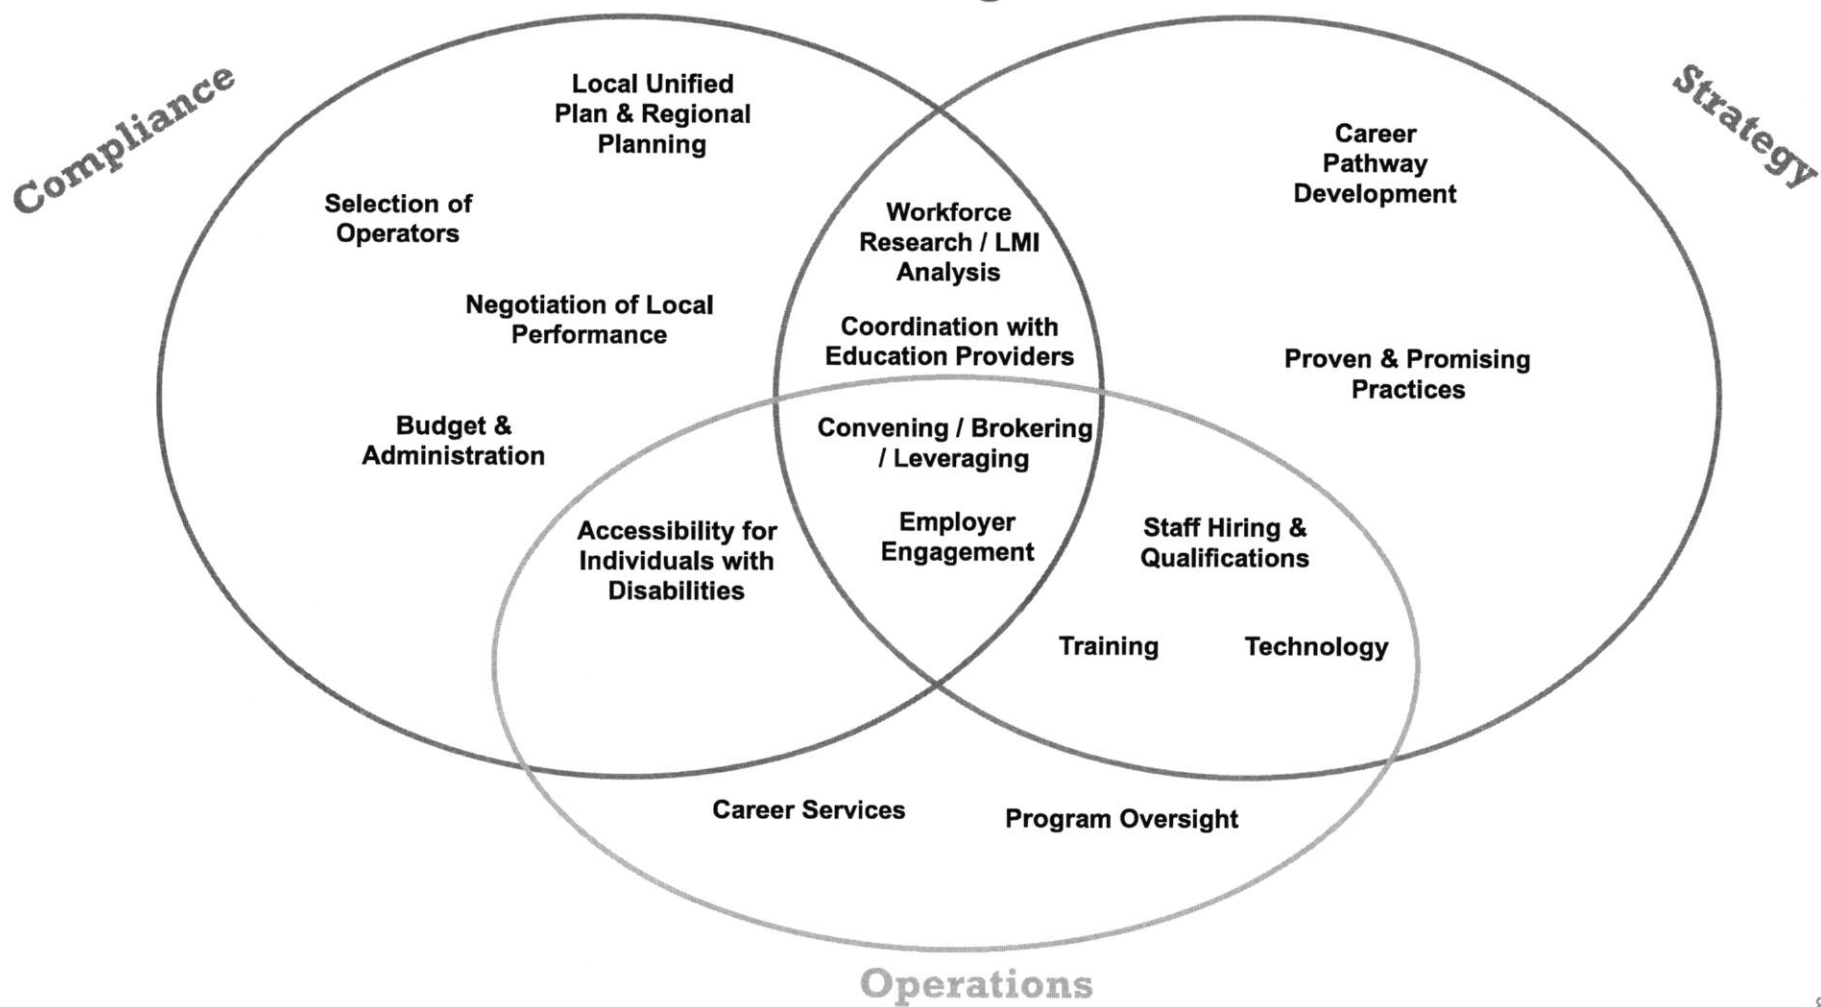 Compliance
Strategy
Local Unified
Plan & Regional
Planning
Selection of
Operators
Negotiation of Local
Performance
Budget &
Administration
Workforce
Research / LMI
Analysis
Coordination with
Education Providers
Convening / Brokering
/ Leveraging
Employer
Engagement
Career
Pathway
Development
Proven & Promising
Practices
Accessibility for
Individuals with
Disabilities
Staff Hiring &
Qualifications
Training
Technology
Career Services
Program Oversight
Operations